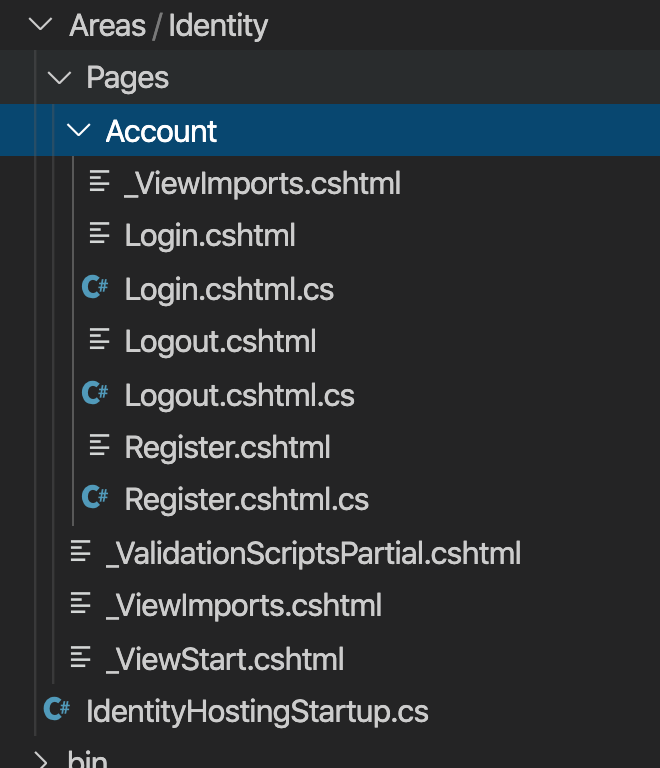 Areas / Identity
Pages
Account
_ViewImports.cshtml
Login.cshtml
C# Login.cshtml.cs
Logout.cshtml
C# Logout.cshtml.cs
Register.cshtml
C# Register.cshtml.cs
_ValidationScriptsPartial.cshtml
_ViewImports.cshtml
_ViewStart.cshtml
C# IdentityHostingStartup.cs
bin